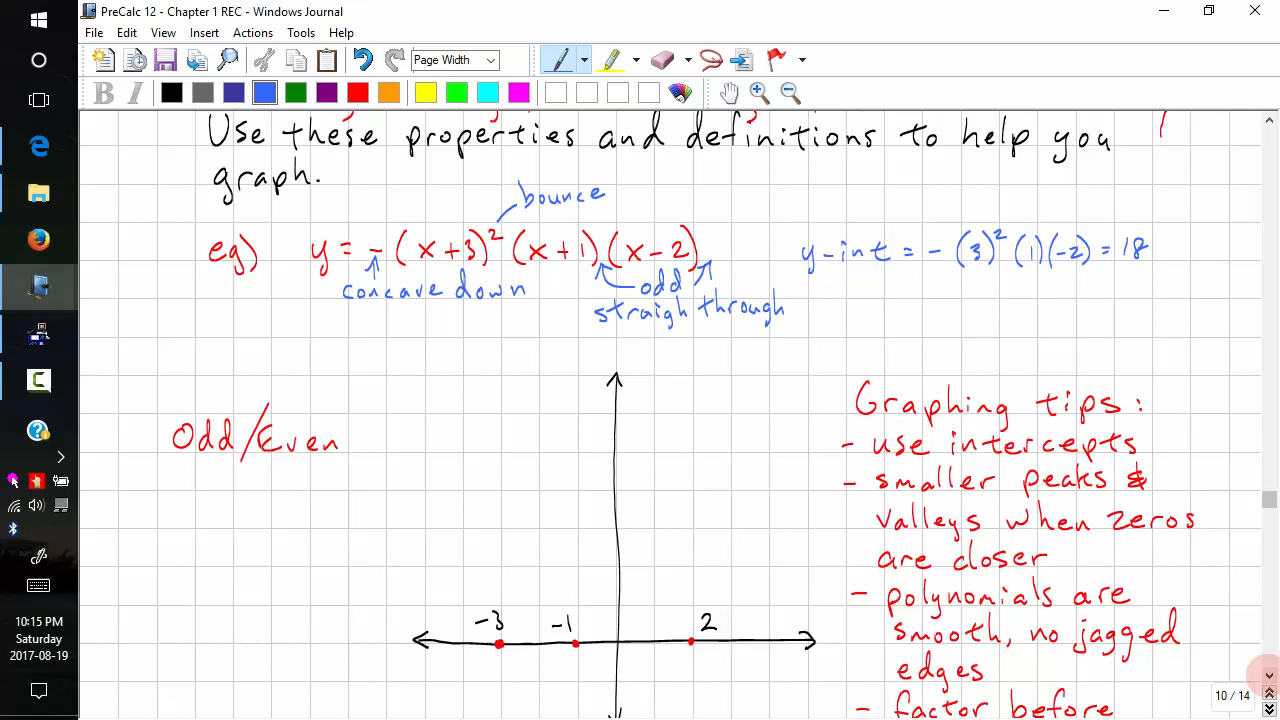 PreCalc 12 - Chapter 1 REC - Windows Journal
File Edit View Insert Actions Tools Help
Page Width
B I
Use these properties and definitions to help you
graph.
bounce
eg) y = -(x+3)² (x+1)(x-2)
y-int = -(3)²(1)(-2) = 18
concave down
odd
straigh through
Odd/Even
Graphing tips:
- use intercepts
- smaller peaks &
valleys when zeros
are closer
- polynomials are
smooth, no jagged
edges
- factor before
-3 -1 2
10:15 PM
Saturday
2017-08-19
10 / 14